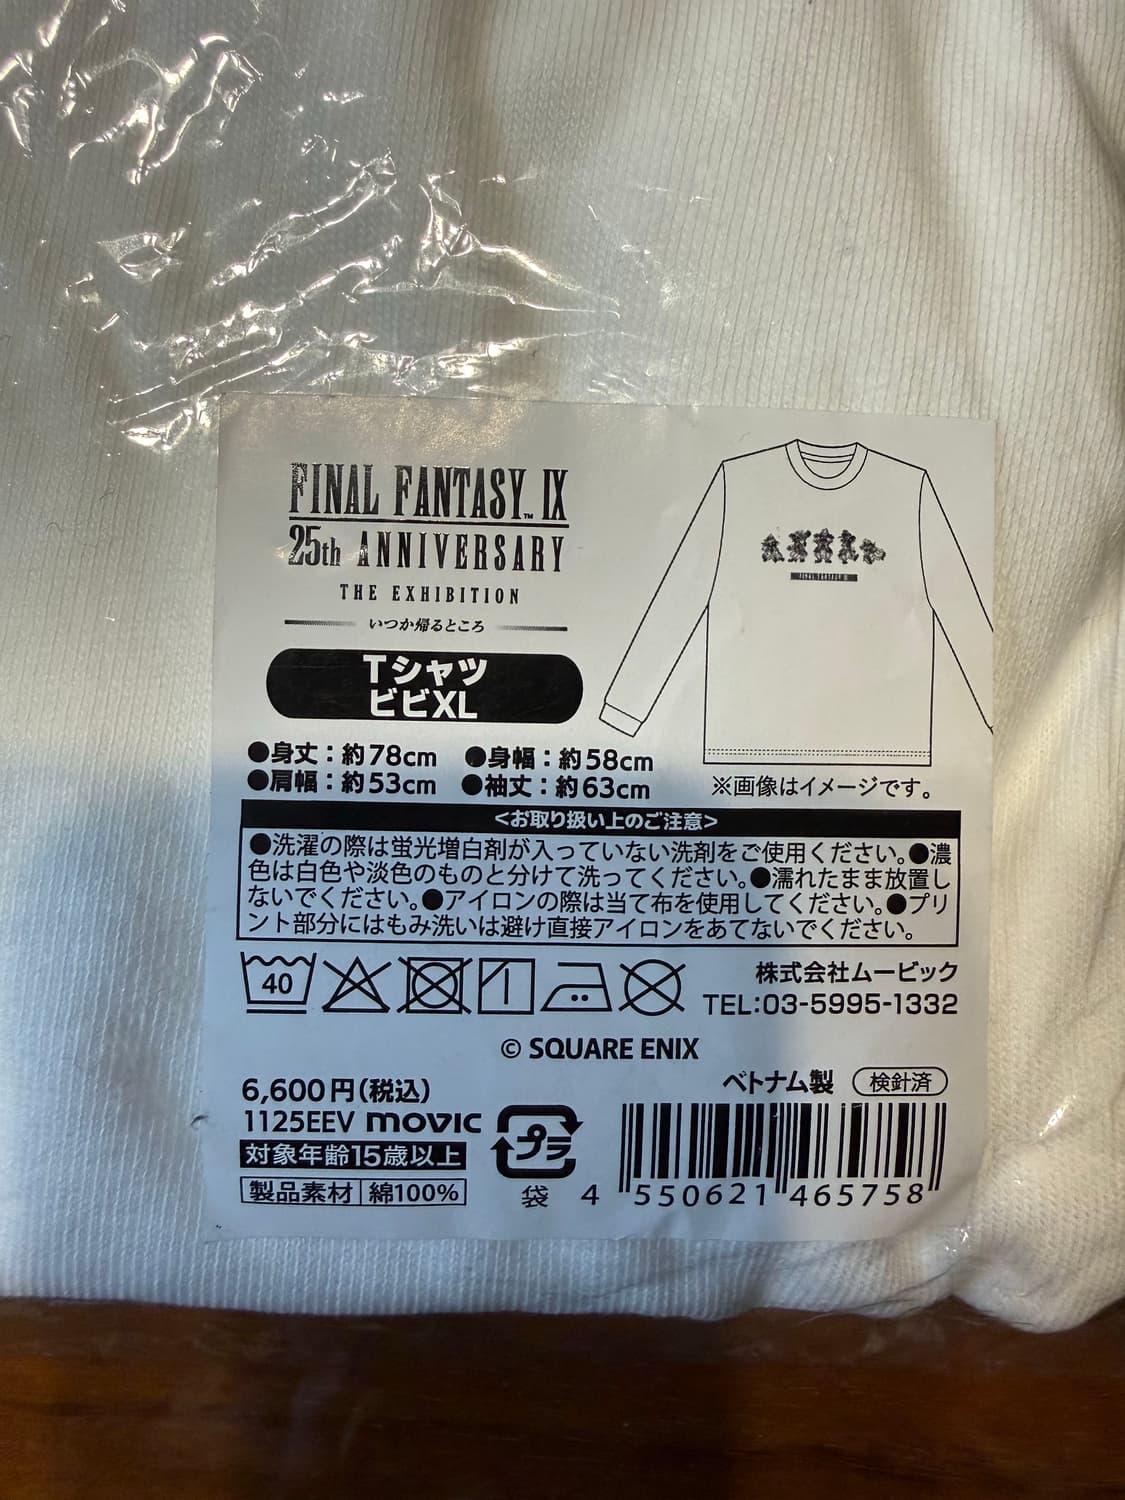 FINAL FANTASY™ IX
25th ANNIVERSARY
THE EXHIBITION
いつか帰るところ
Tシャツ
ビビXL
●身丈：約78cm ●身幅：約58cm
●肩幅：約53cm ●袖丈：約63cm
FINAL FANTASY IX
※画像はイメージです。
<お取り扱い上のご注意>
●洗濯の際は蛍光増白剤が入っていない洗剤をご使用ください。●濃
色は白色や淡色のものと分けて洗ってください。●濡れたまま放置し
ないでください。●アイロンの際は当て布を使用してください。●プリ
ント部分にはもみ洗いは避け直接アイロンをあてないでください。
40
株式会社ムービック
TEL:03-5995-1332
© SQUARE ENIX
6,600円(税込)
1125EEV movic
対象年齢15歳以上
製品素材 綿100%
プラ
袋
ベトナム製 検針済
4 550621 465758